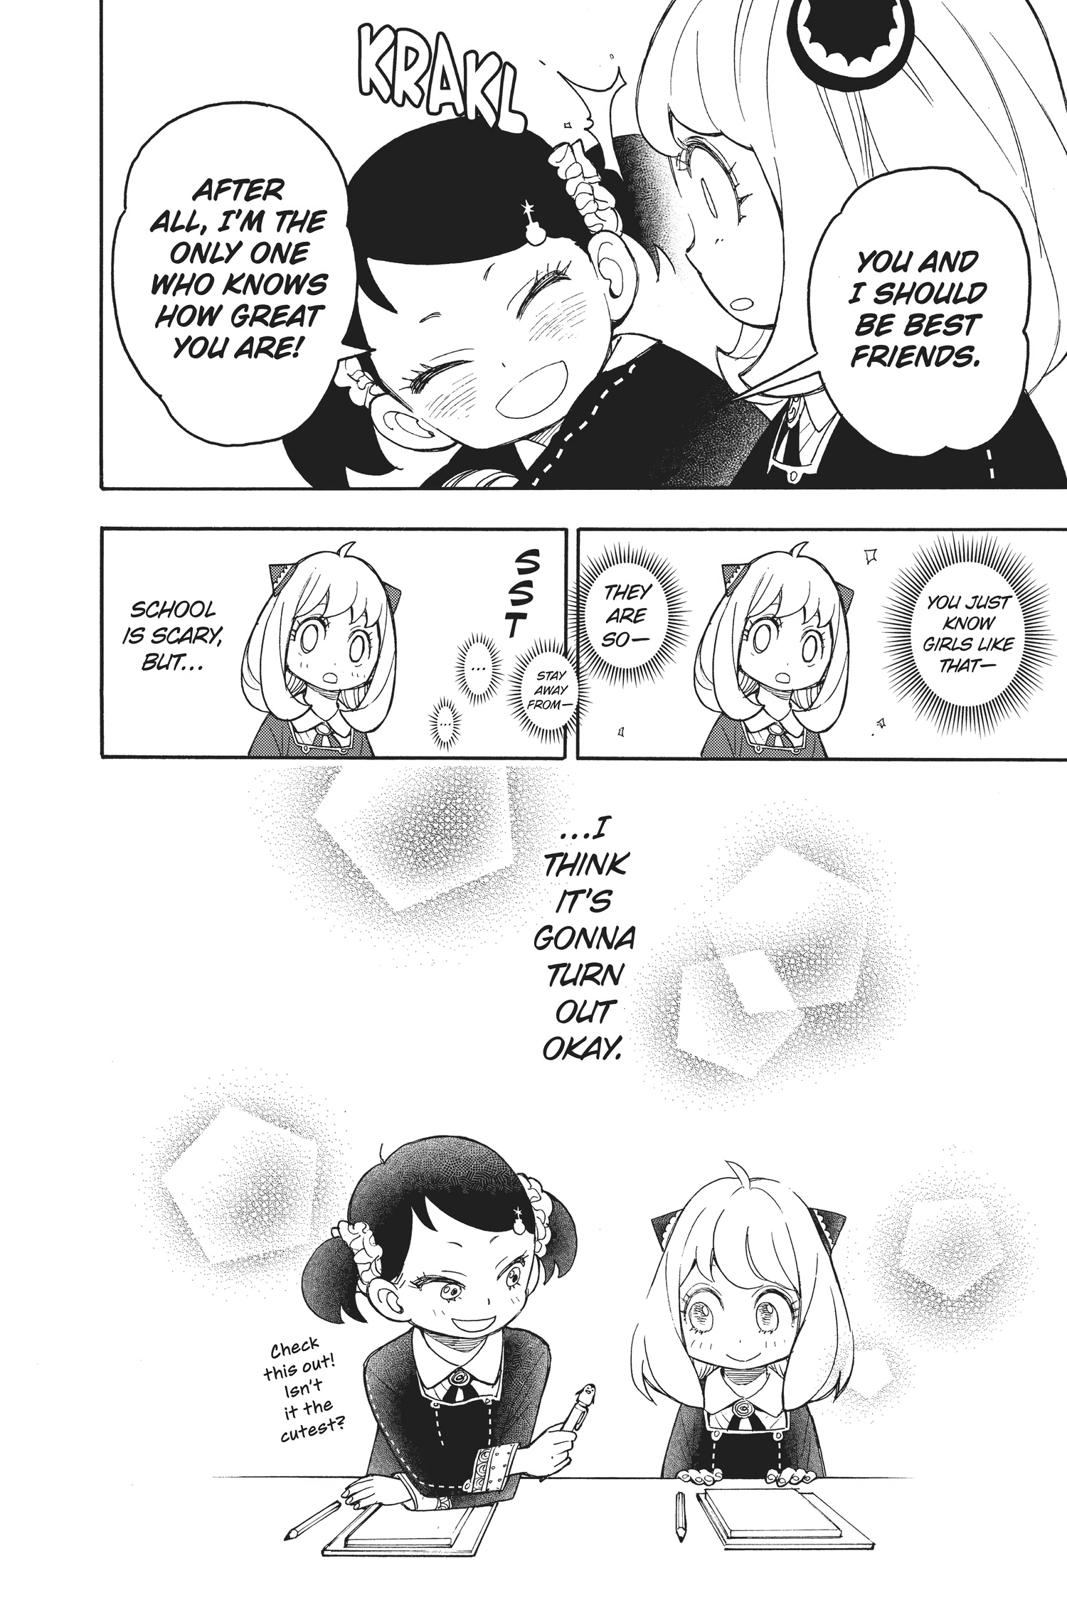 KRAKL
YOU AND
I SHOULD
BE BEST
FRIENDS.
AFTER
ALL, I'M THE
ONLY ONE
WHO KNOWS
HOW GREAT
YOU ARE!
YOU JUST
KNOW
GIRLS LIKE
THAT—
THEY
ARE
SO—
STAY
AWAY
FROM—
SST
...
...
SCHOOL
IS SCARY,
BUT...
...I
THINK
IT'S
GONNA
TURN
OUT
OKAY.
Check
this out!
Isn't
it the
cutest?